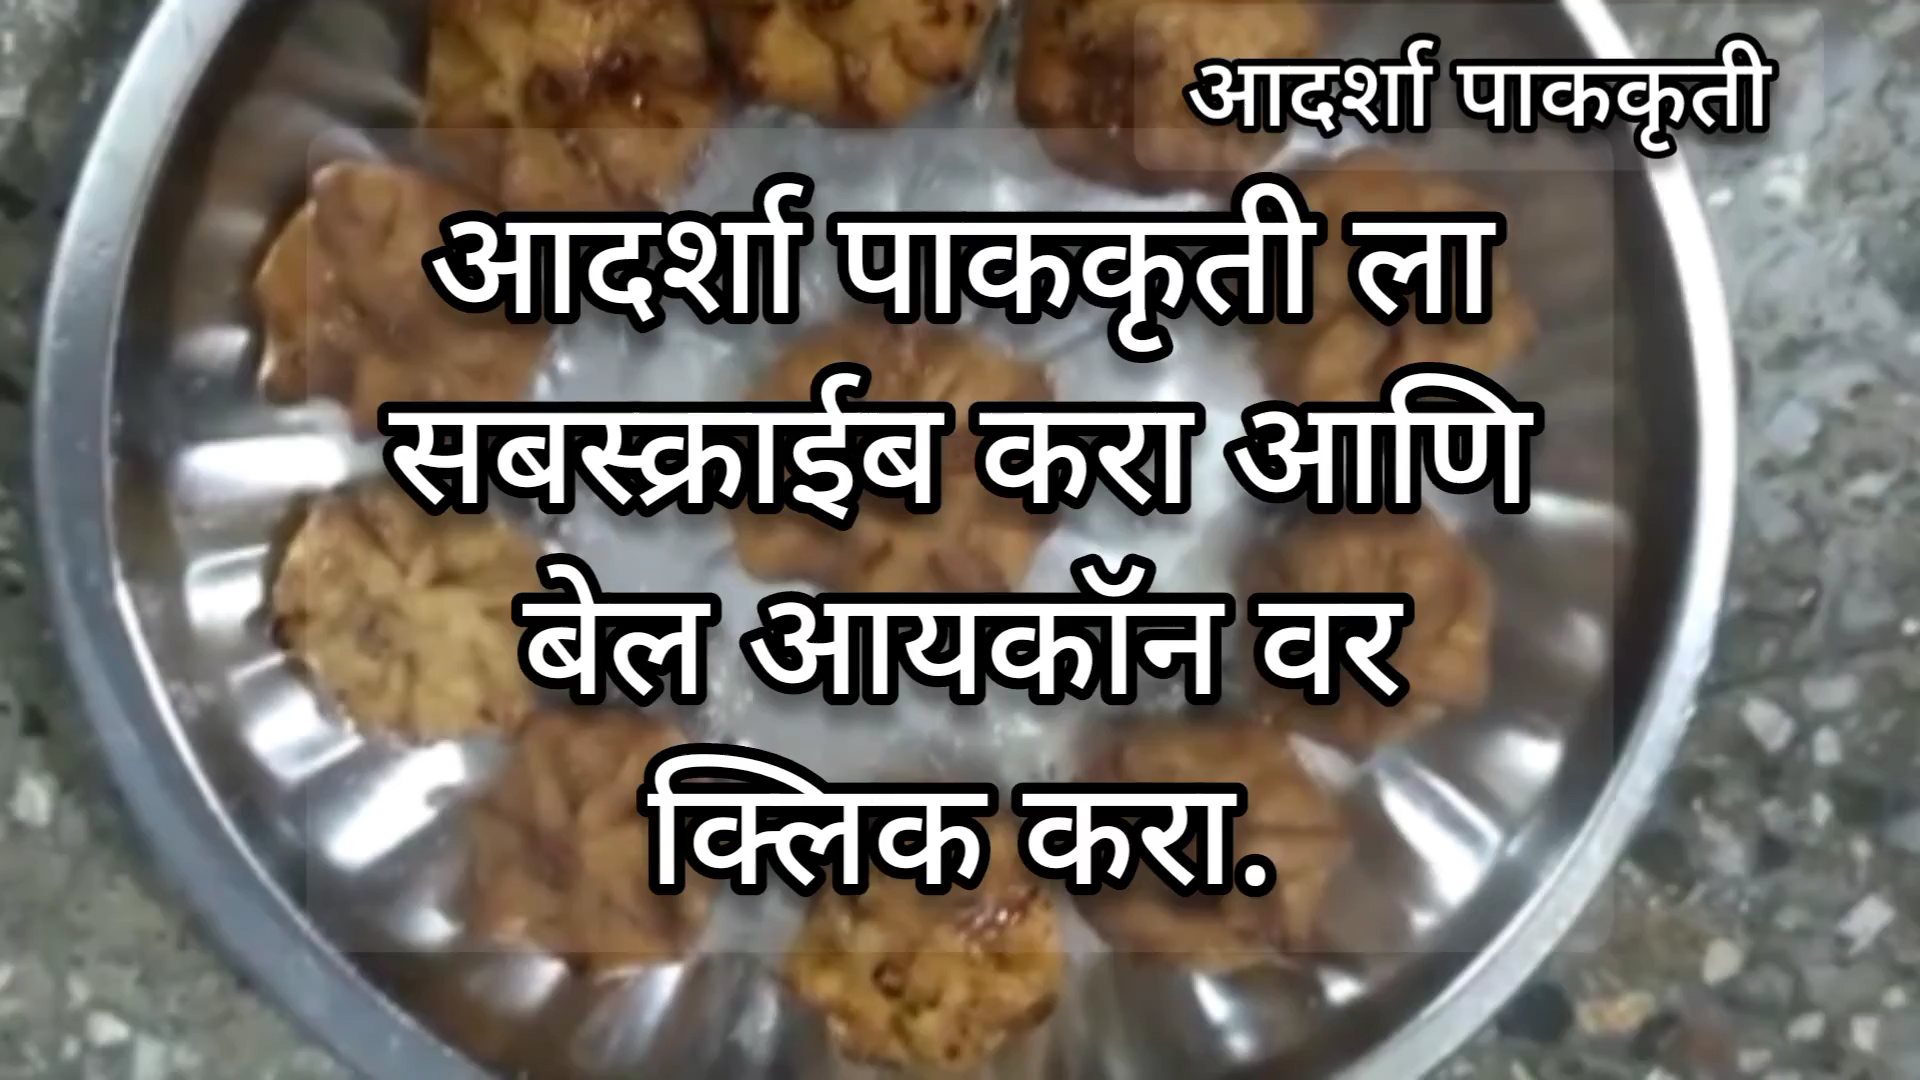 आदर्शा पाककृती
आदर्शा पाककृती ला
सबस्क्राईब करा आणि
बेल आयकॉन वर
क्लिक करा.